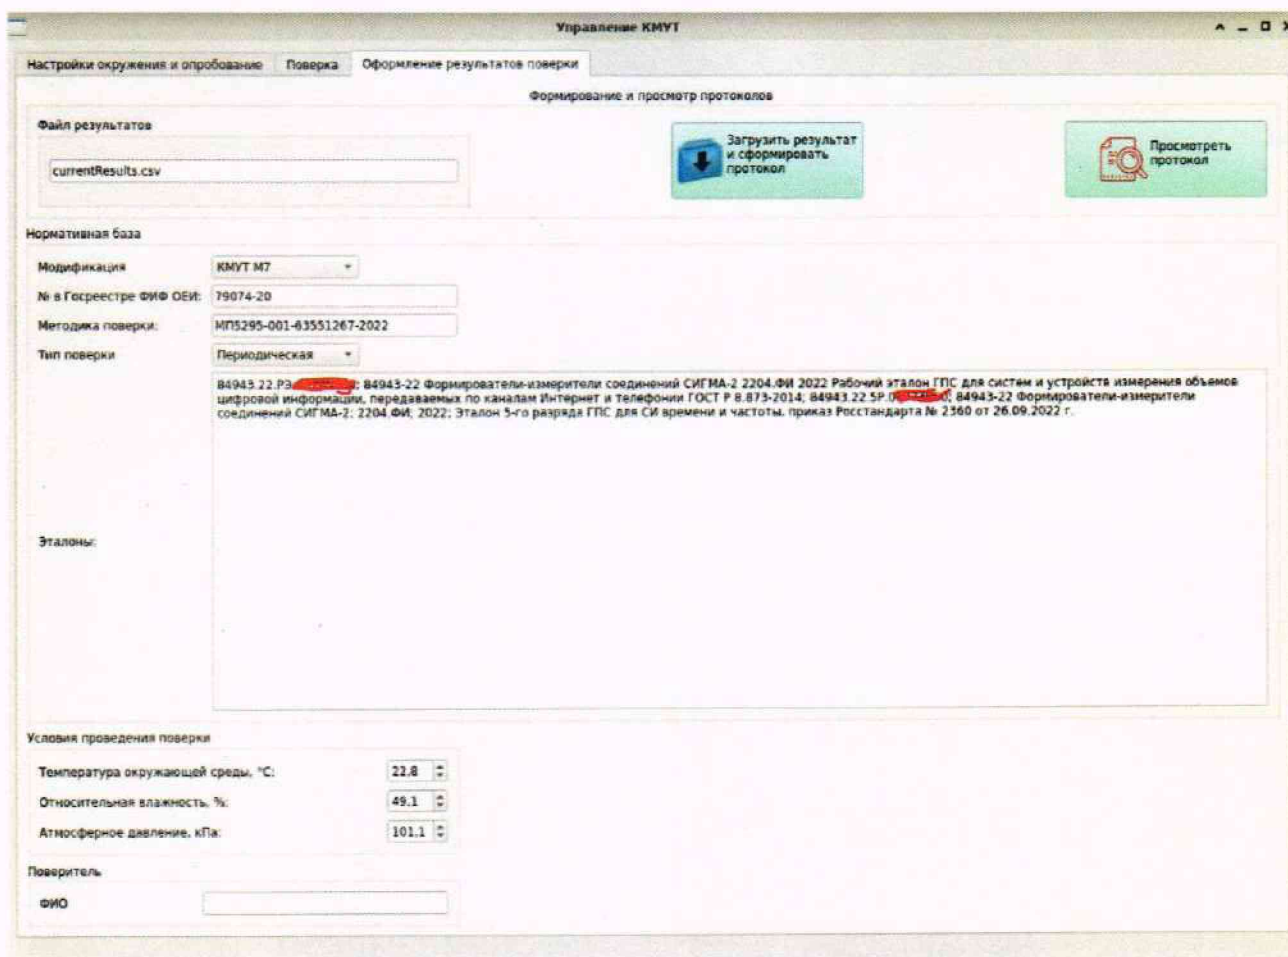 Управление КМУТ
Настройки окружения и опробование
Поверка
Оформление результатов поверки
Формирование и просмотр протоколов
Файл результатов
currentResults.csv
Загрузить результат
и сформировать
протокол
Просмотреть
протокол
Нормативная база
Модификация
КМУТ М7
№ в Госреестре ФИФ ОЕИ:
79074-20
Методика поверки:
МП5295-001-63551267-2022
Тип поверки
Периодическая
Эталоны:
84943.22.РЭ ; 84943-22 Формирователи-измерители соединений СИГМА-2 2204.ФИ 2022 Рабочий эталон ГПС для систем и устройств измерения объемов
цифровой информации, передаваемых по каналам Интернет и телефонии ГОСТ Р 8.873-2014; 84943.22.5Р.0 ; 84943-22 Формирователи-измерители
соединений СИГМА-2; 2204.ФИ; 2022; Эталон 5-го разряда ГПС для СИ времени и частоты. приказ Росстандарта № 2360 от 26.09.2022 г.
Условия проведения поверки
Температура окружающей среды, °С:
22,8
Относительная влажность, %:
49,1
Атмосферное давление, кПа:
101,1
Поверитель
ФИО